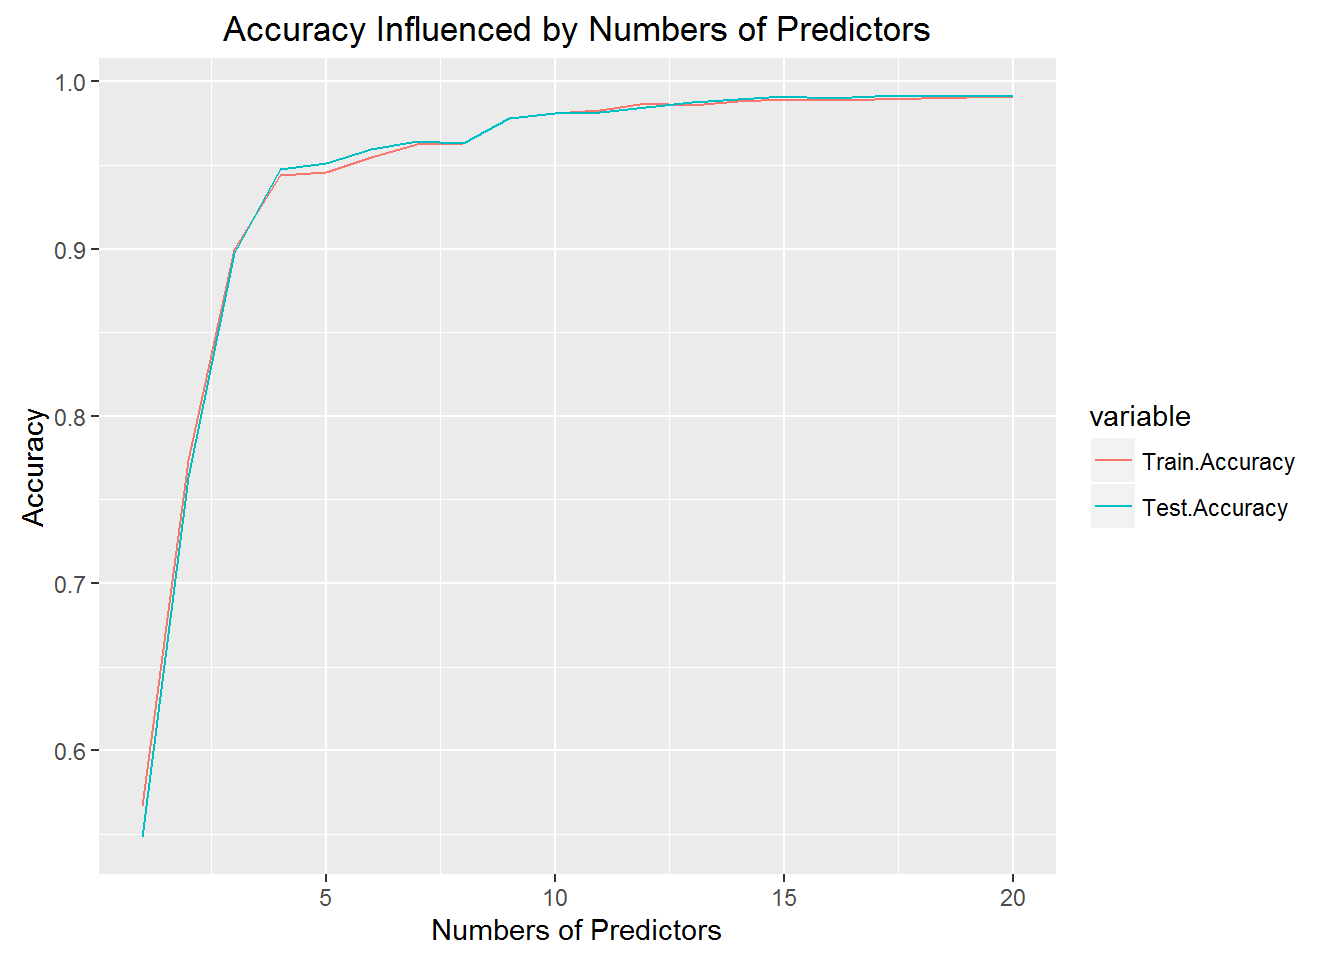 Accuracy Influenced by Numbers of Predictors
1.0
0.9
0.8
0.7
0.6
Accuracy
5
10
15
20
Numbers of Predictors
variable
Train.Accuracy
Test.Accuracy